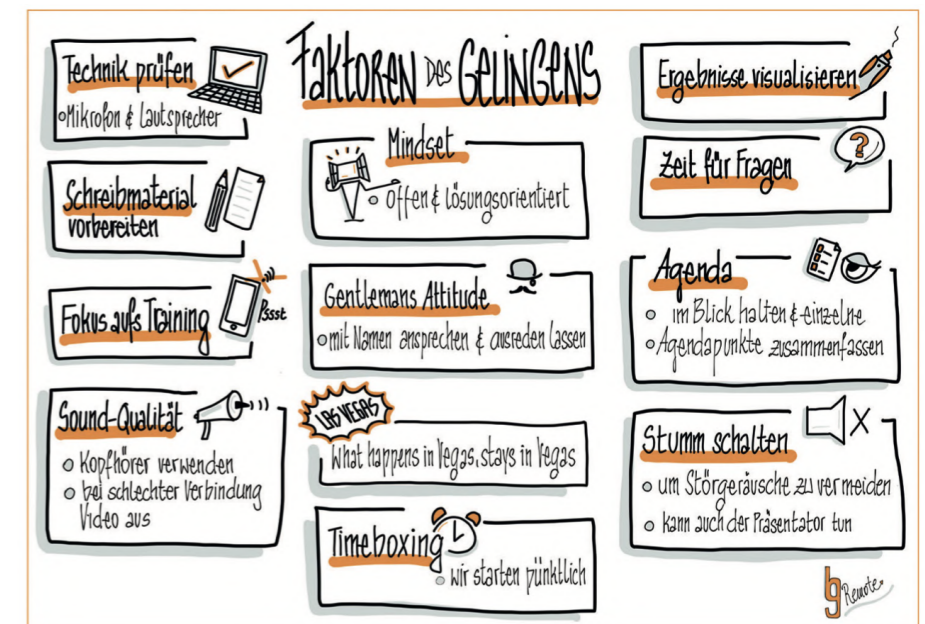 Faktoren des Gelingens
Technik prüfen
Mikrofon & Lautsprecher
Schreibmaterial
vorbereiten
Fokus aufs Training
Pssst
Sound-Qualität
Kopfhörer verwenden
bei schlechter Verbindung
Video aus
Mindset
offen & lösungsorientiert
Gentlemans Attitude
mit Namen ansprechen & ausreden lassen
LAS VEGAS
What happens in Vegas, stays in Vegas
Timeboxing
wir starten pünktlich
Ergebnisse visualisieren
Zeit für Fragen
?
Agenda
im Blick halten & einzelne
Agendapunkte zusammenfassen
Stumm schalten
um Störgeräusche zu vermeiden
kann auch der Präsentator tun
bg Remote